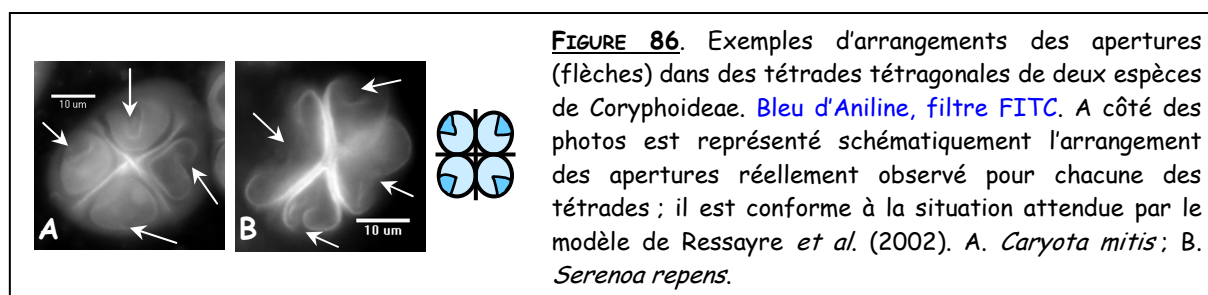 10 um
A
B
10 um
FIGURE 86. Exemples d'arrangements des apertures
(flèches) dans des tétrades tétragonales de deux espèces
de Coryphoideae. Bleu d'Aniline, filtre FITC. A côté des
photos est représenté schématiquement l'arrangement
des apertures réellement observé pour chacune des
tétrades ; il est conforme à la situation attendue par le
modèle de Ressayre et al. (2002). A. Caryota mitis ; B.
Serenoa repens.